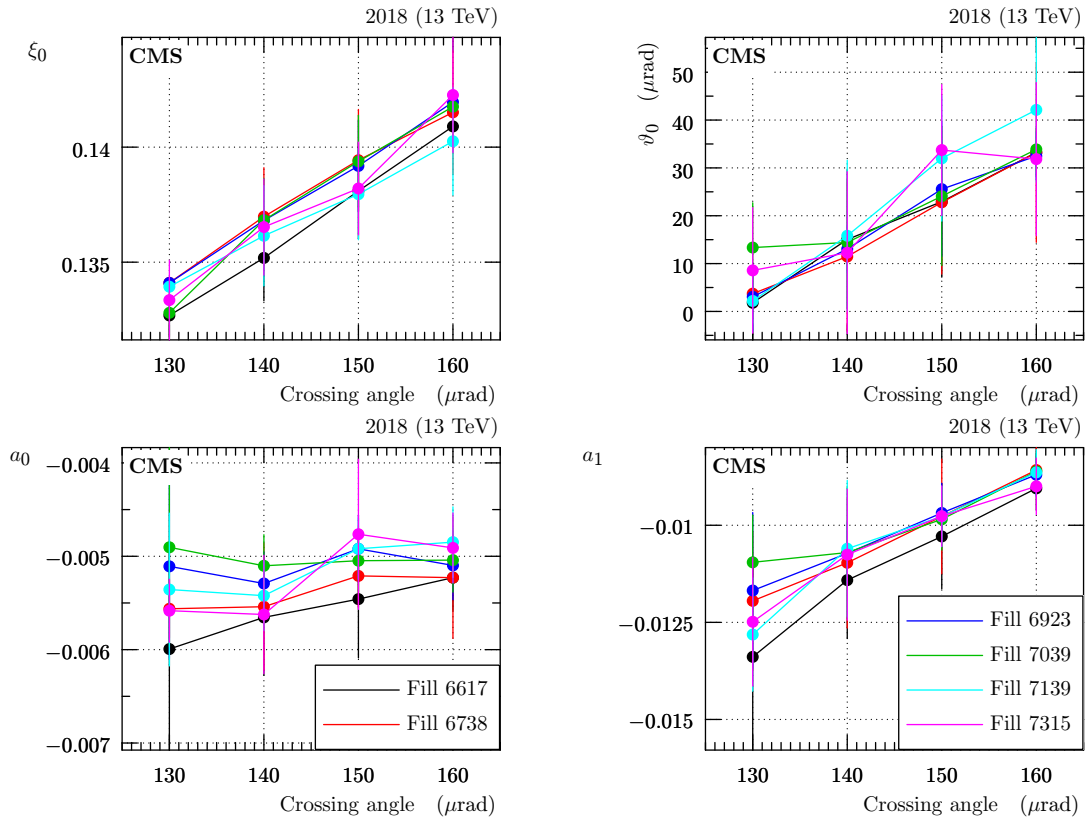 2018 (13 TeV)
ξ0
CMS
0.14
0.135
130 140 150 160
Crossing angle (μrad)
2018 (13 TeV)
ϑ0 (μrad)
CMS
50
40
30
20
10
0
130 140 150 160
Crossing angle (μrad)
2018 (13 TeV)
a0
CMS
−0.004
−0.005
−0.006
−0.007
Fill 6617
Fill 6738
130 140 150 160
Crossing angle (μrad)
2018 (13 TeV)
a1
CMS
−0.01
−0.0125
−0.015
Fill 6923
Fill 7039
Fill 7139
Fill 7315
130 140 150 160
Crossing angle (μrad)